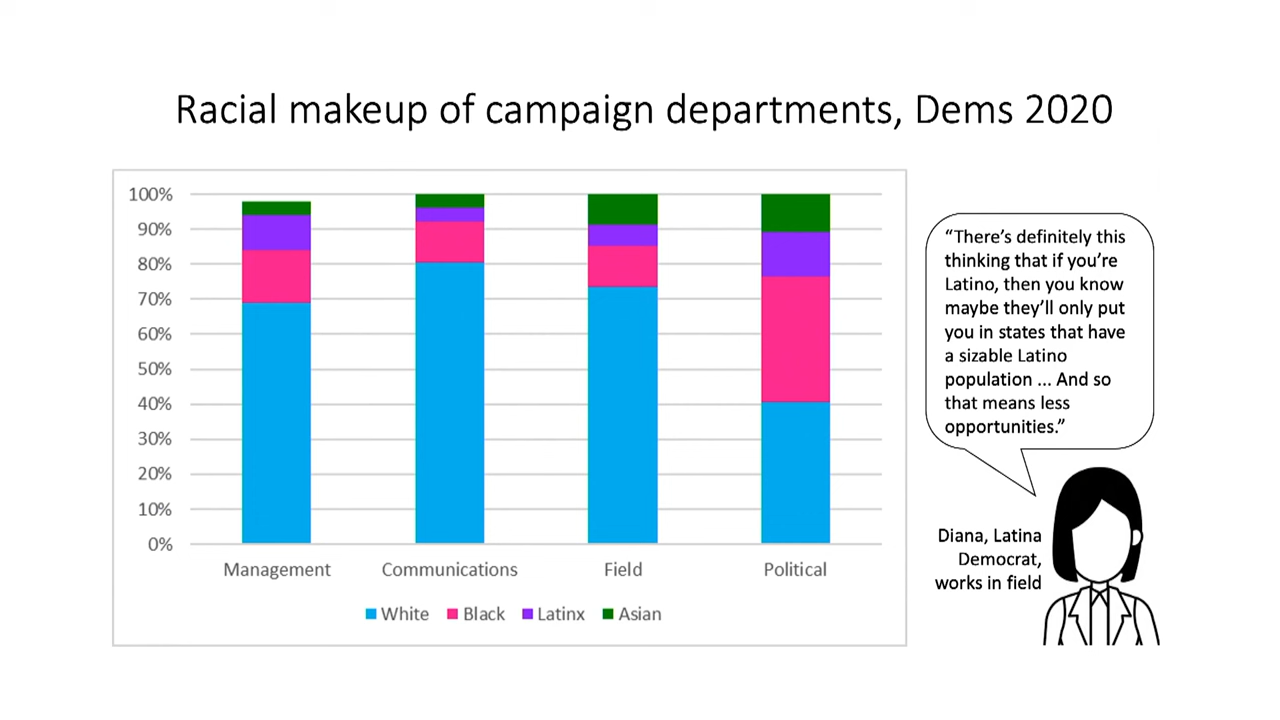 Racial makeup of campaign departments, Dems 2020
100%
90%
80%
70%
60%
50%
40%
30%
20%
10%
0%
Management Communications Field Political
White Black Latinx Asian
“There’s definitely this
thinking that if you’re
Latino, then you know
maybe they’ll only put
you in states that have
a sizable Latino
population ... And so
that means less
opportunities.”
Diana, Latina
Democrat,
works in field